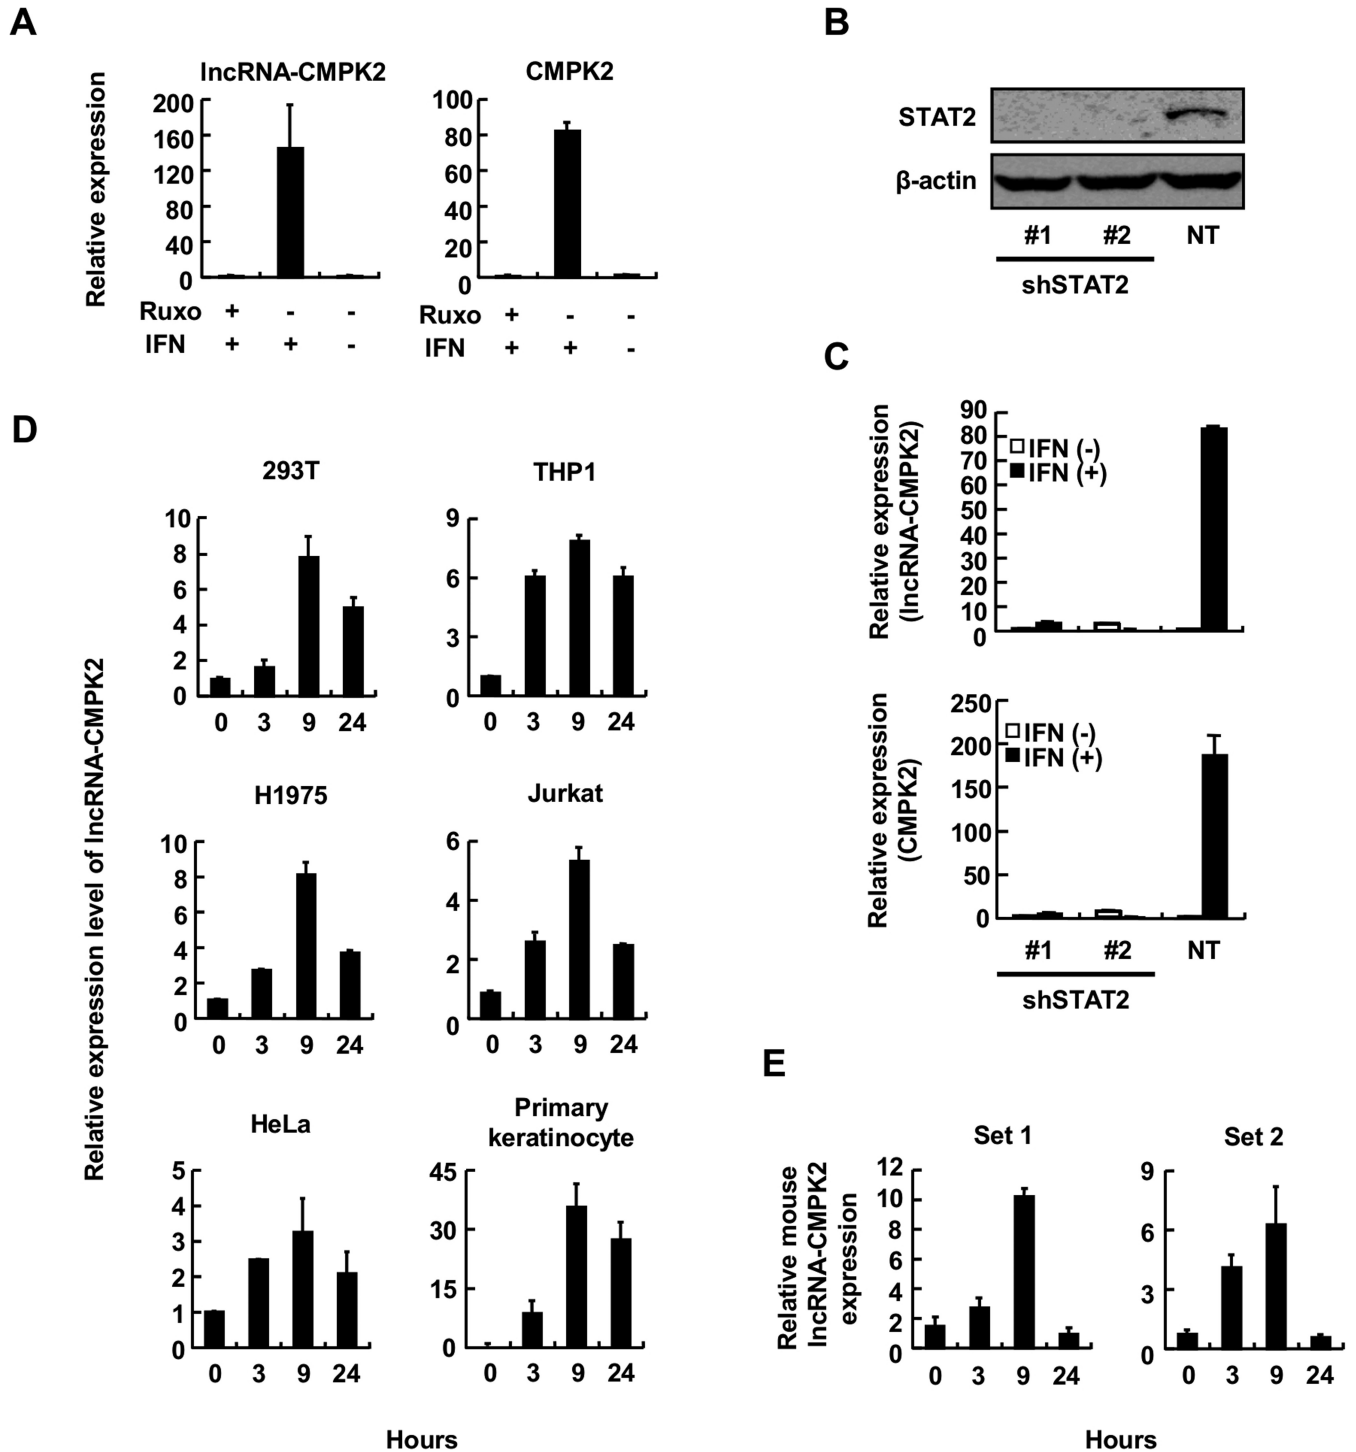 A
lncRNA-CMPK2
CMPK2
Relative expression
200
160
120
80
40
0
100
80
60
40
20
0
Ruxo + - -
IFN + + -
Ruxo + - -
IFN + + -
B
STAT2
β-actin
#1 #2 NT
shSTAT2
C
Relative expression
(lncRNA-CMPK2)
90
80
70
60
50
40
30
20
10
0
IFN (-)
IFN (+)
Relative expression
(CMPK2)
250
200
150
100
50
0
IFN (-)
IFN (+)
#1 #2 NT
shSTAT2
D
Relative expression level of lncRNA-CMPK2
293T
10
8
6
4
2
0
0 3 9 24
THP1
9
6
3
0
0 3 9 24
H1975
10
8
6
4
2
0
0 3 9 24
Jurkat
6
4
2
0
0 3 9 24
HeLa
5
4
3
2
1
0
0 3 9 24
Primary
keratinocyte
45
30
15
0
0 3 9 24
Hours
E
Relative mouse
lncRNA-CMPK2
expression
Set 1
12
10
8
6
4
2
0
0 3 9 24
Set 2
9
6
3
0
0 3 9 24
Hours